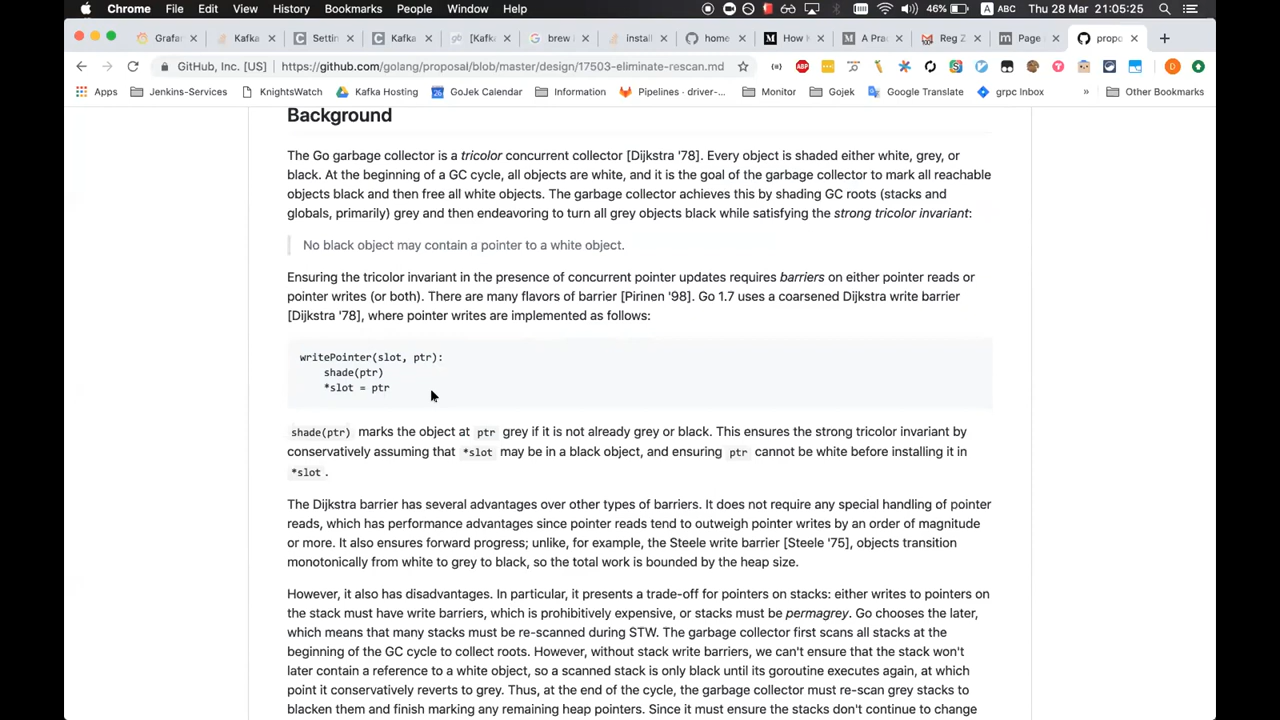 Chrome File Edit View History Bookmarks People Window Help 46% A ABC Thu 28 Mar 21:05:25
Grafan Kafka Settin Kafka [Kafk brew install home How H A Prac Reg Z Page propo
GitHub, Inc. [US] https://github.com/golang/proposal/blob/master/design/17503-eliminate-rescan.md
Apps Jenkins-Services KnightsWatch Kafka Hosting GoJek Calendar Information Pipelines · driver-... Monitor Gojek Google Translate grpc Inbox » Other Bookmarks
Background
The Go garbage collector is a tricolor concurrent collector [Dijkstra '78]. Every object is shaded either white, grey, or
black. At the beginning of a GC cycle, all objects are white, and it is the goal of the garbage collector to mark all reachable
objects black and then free all white objects. The garbage collector achieves this by shading GC roots (stacks and
globals, primarily) grey and then endeavoring to turn all grey objects black while satisfying the strong tricolor invariant:
No black object may contain a pointer to a white object.
Ensuring the tricolor invariant in the presence of concurrent pointer updates requires barriers on either pointer reads or
pointer writes (or both). There are many flavors of barrier [Pirinen '98]. Go 1.7 uses a coarsened Dijkstra write barrier
[Dijkstra '78], where pointer writes are implemented as follows:
writePointer(slot, ptr):
shade(ptr)
*slot = ptr
shade(ptr) marks the object at ptr grey if it is not already grey or black. This ensures the strong tricolor invariant by
conservatively assuming that *slot may be in a black object, and ensuring ptr cannot be white before installing it in
*slot.
The Dijkstra barrier has several advantages over other types of barriers. It does not require any special handling of pointer
reads, which has performance advantages since pointer reads tend to outweigh pointer writes by an order of magnitude
or more. It also ensures forward progress; unlike, for example, the Steele write barrier [Steele '75], objects transition
monotonically from white to grey to black, so the total work is bounded by the heap size.
However, it also has disadvantages. In particular, it presents a trade-off for pointers on stacks: either writes to pointers on
the stack must have write barriers, which is prohibitively expensive, or stacks must be permagrey. Go chooses the later,
which means that many stacks must be re-scanned during STW. The garbage collector first scans all stacks at the
beginning of the GC cycle to collect roots. However, without stack write barriers, we can't ensure that the stack won't
later contain a reference to a white object, so a scanned stack is only black until its goroutine executes again, at which
point it conservatively reverts to grey. Thus, at the end of the cycle, the garbage collector must re-scan grey stacks to
blacken them and finish marking any remaining heap pointers. Since it must ensure the stacks don't continue to change